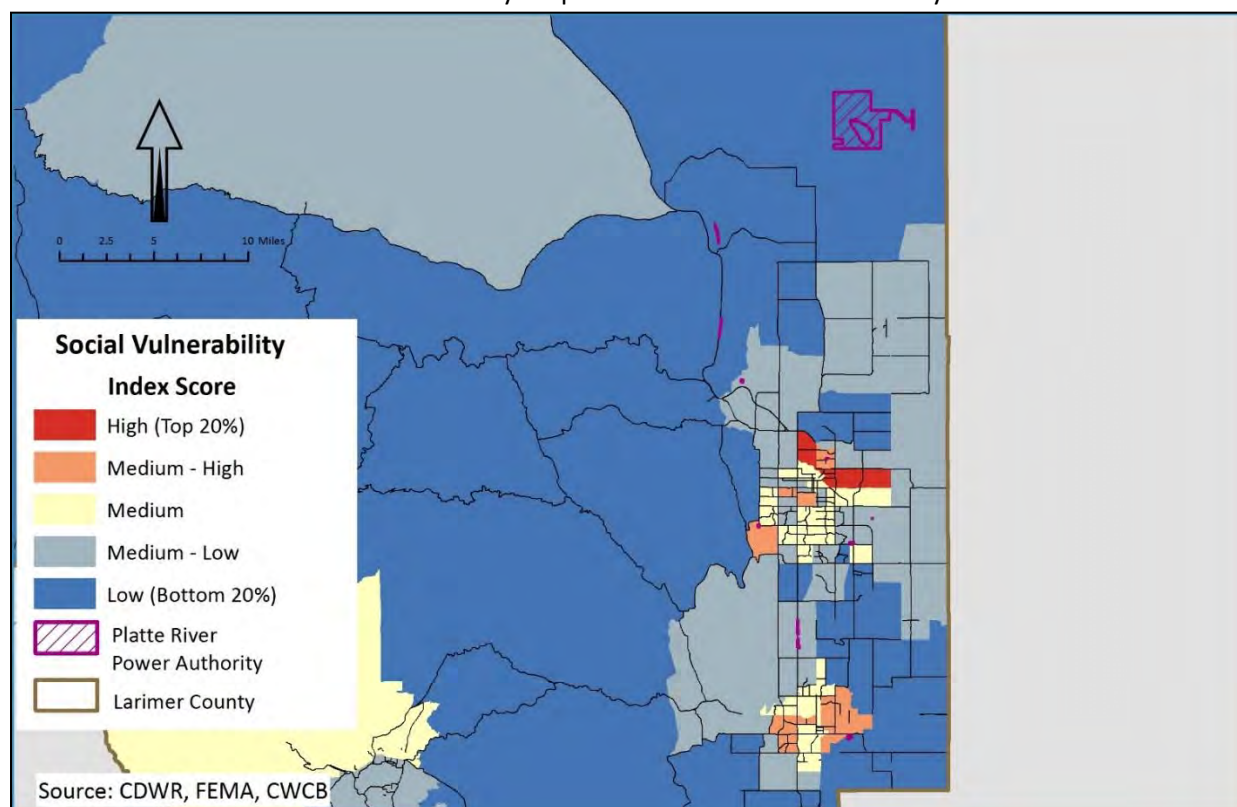 0 2.5 5 10 Miles
Social Vulnerability
Index Score
High (Top 20%)
Medium - High
Medium
Medium - Low
Low (Bottom 20%)
Platte River
Power Authority
Larimer County
Source: CDWR, FEMA, CWCB